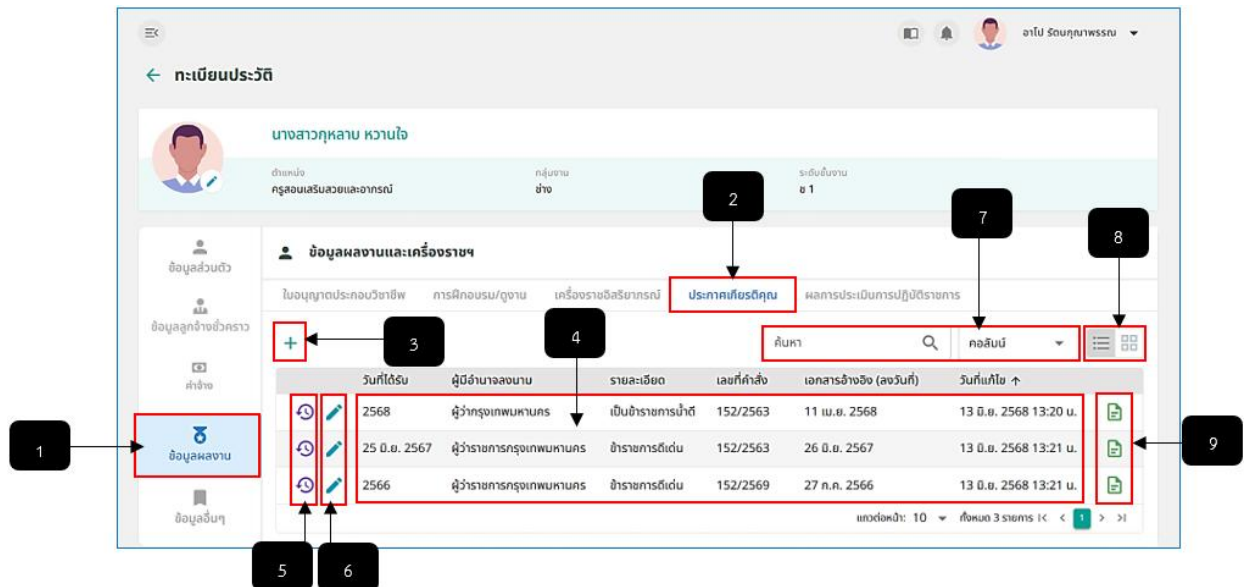 อาโป รัตนคุณาพรรณ
ทะเบียนประวัติ
นางสาวกุหลาบ หวานใจ
ตำแหน่ง กลุ่มงาน ระดับชั้นงาน
ครูสอนเสริมสวยและอาภรณ์ ช่าง ช 1
2
7
8
ข้อมูลส่วนตัว
ข้อมูลผลงานและเครื่องราชฯ
ใบอนุญาตประกอบวิชาชีพ การฝึกอบรม/ดูงาน เครื่องราชอิสริยาภรณ์ ประกาศเกียรติคุณ ผลการประเมินการปฏิบัติราชการ
ข้อมูลลูกจ้างชั่วคราว
+ 3 4 ค้นหา คอลัมน์
ค่าจ้าง
วันที่ได้รับ ผู้มีอำนาจลงนาม รายละเอียด เลขที่คำสั่ง เอกสารอ้างอิง (ลงวันที่) วันที่แก้ไข ↑
2568 ผู้ว่ากรุงเทพมหานคร เป็นข้าราชการน้ำดี 152/2563 11 เม.ย. 2568 13 มิ.ย. 2568 13:20 น.
1 ข้อมูลผลงาน
25 มิ.ย. 2567 ผู้ว่าราชการกรุงเทพมหานคร ข้าราชการดีเด่น 152/2563 26 มิ.ย. 2567 13 มิ.ย. 2568 13:21 น. 9
2566 ผู้ว่าราชการกรุงเทพมหานคร ข้าราชการดีเด่น 152/2569 27 ก.ค. 2566 13 มิ.ย. 2568 13:21 น.
ข้อมูลอื่นๆ
แถวต่อหน้า: 10 ทั้งหมด 3 รายการ |< < 1 > >|
5 6